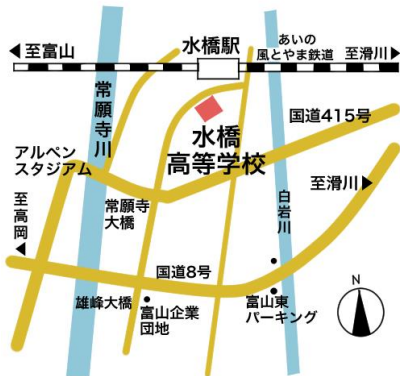 水橋駅
あいの
風とやま鉄道
◀至富山
至滑川▶
常願寺川
国道415号
水橋
高等学校
アルペン
スタジアム
至滑川▶
至高岡
◀
常願寺
大橋
白岩川
国道8号
雄峰大橋
富山企業
団地
富山東
パーキング
N